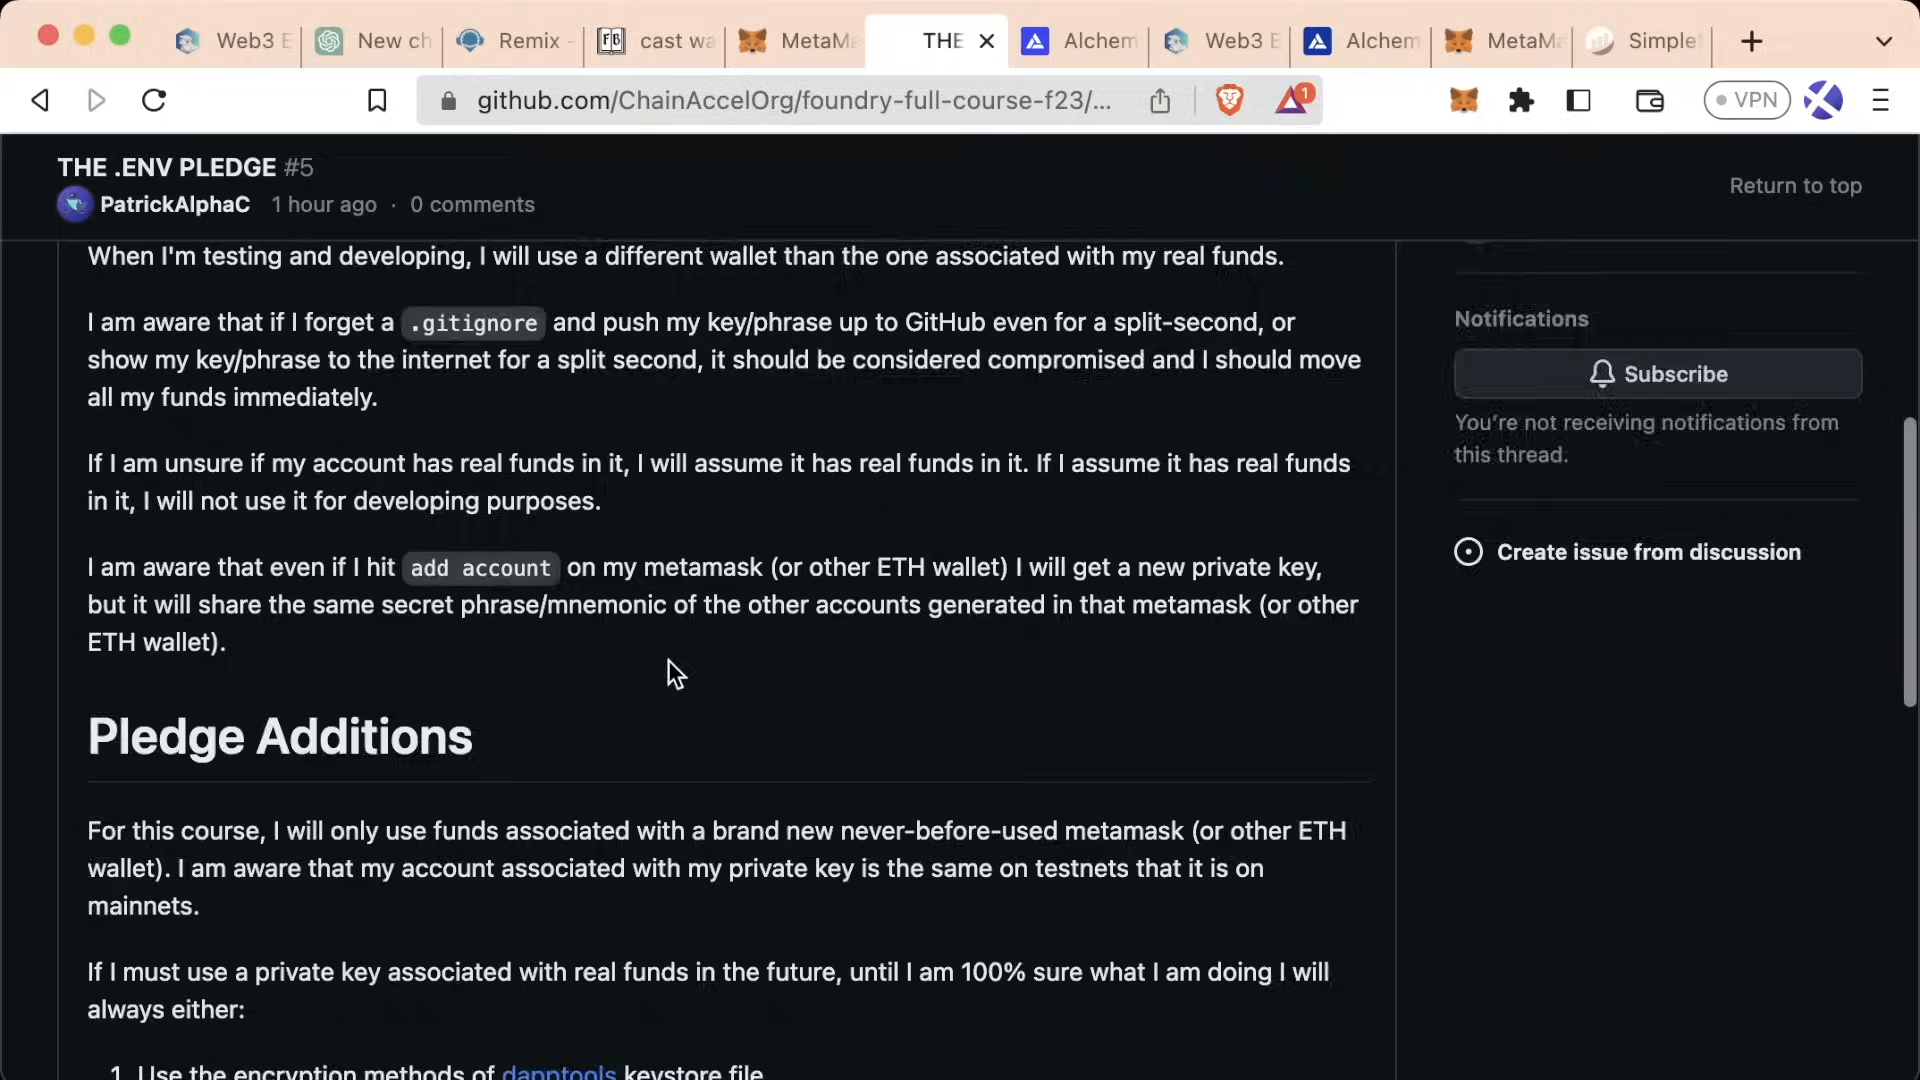 Web3 E
New ch
Remix -
cast wa
MetaMa
THE
Alchem
Web3 E
Alchem
MetaMa
Simple
github.com/ChainAccelOrg/foundry-full-course-f23/...
1
VPN
THE .ENV PLEDGE #5
PatrickAlphaC 1 hour ago · 0 comments
Return to top
When I'm testing and developing, I will use a different wallet than the one associated with my real funds.
I am aware that if I forget a .gitignore and push my key/phrase up to GitHub even for a split-second, or
show my key/phrase to the internet for a split second, it should be considered compromised and I should move
all my funds immediately.
If I am unsure if my account has real funds in it, I will assume it has real funds in it. If I assume it has real funds
in it, I will not use it for developing purposes.
I am aware that even if I hit add account on my metamask (or other ETH wallet) I will get a new private key,
but it will share the same secret phrase/mnemonic of the other accounts generated in that metamask (or other
ETH wallet).
Pledge Additions
For this course, I will only use funds associated with a brand new never-before-used metamask (or other ETH
wallet). I am aware that my account associated with my private key is the same on testnets that it is on
mainnets.
If I must use a private key associated with real funds in the future, until I am 100% sure what I am doing I will
always either:
1. Use the encryption methods of dapptools keystore file
Notifications
Subscribe
You're not receiving notifications from
this thread.
Create issue from discussion